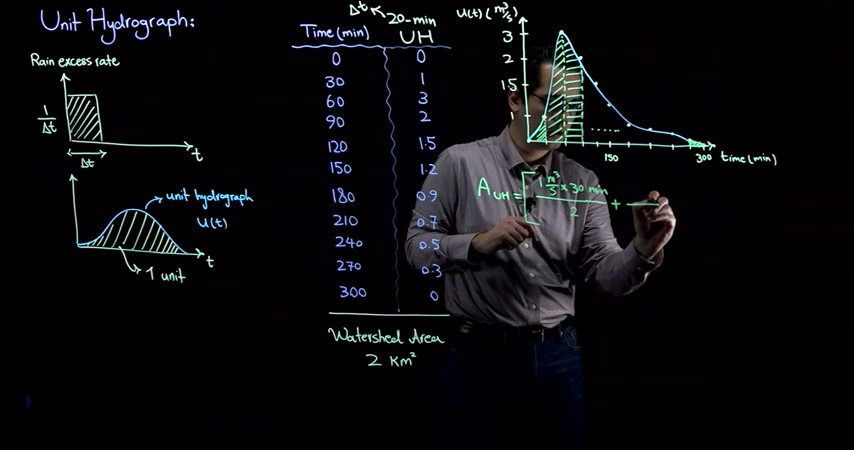 Unit Hydrograph:
Rain excess rate
1
Δt
Δt
t
unit hydrograph
U(t)
t
1 unit
Δt
20-min
Time (min) UH
0 0
30 1
60 3
90 2
120 1.5
150 1.2
180 0.9
210 0.7
240 0.5
270 0.3
300 0
Watershed Area
2 Km²
U(t) (m³/s)
3
2
1.5
1
150
300
time (min)
A UH = [ 1 m³/s × 30 min
2
+